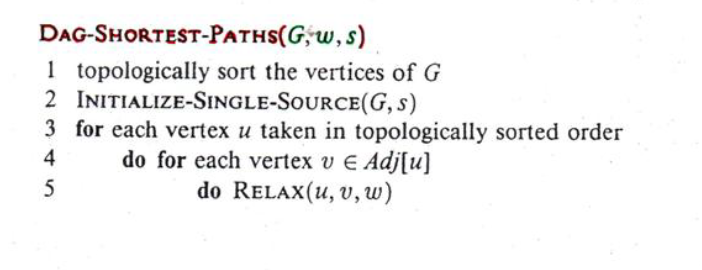 DAG-SHORTEST-PATHS(G, w, s)
1 topologically sort the vertices of G
2 INITIALIZE-SINGLE-SOURCE(G, s)
3 for each vertex u taken in topologically sorted order
4 do for each vertex v ∈ Adj[u]
5 do RELAX(u, v, w)